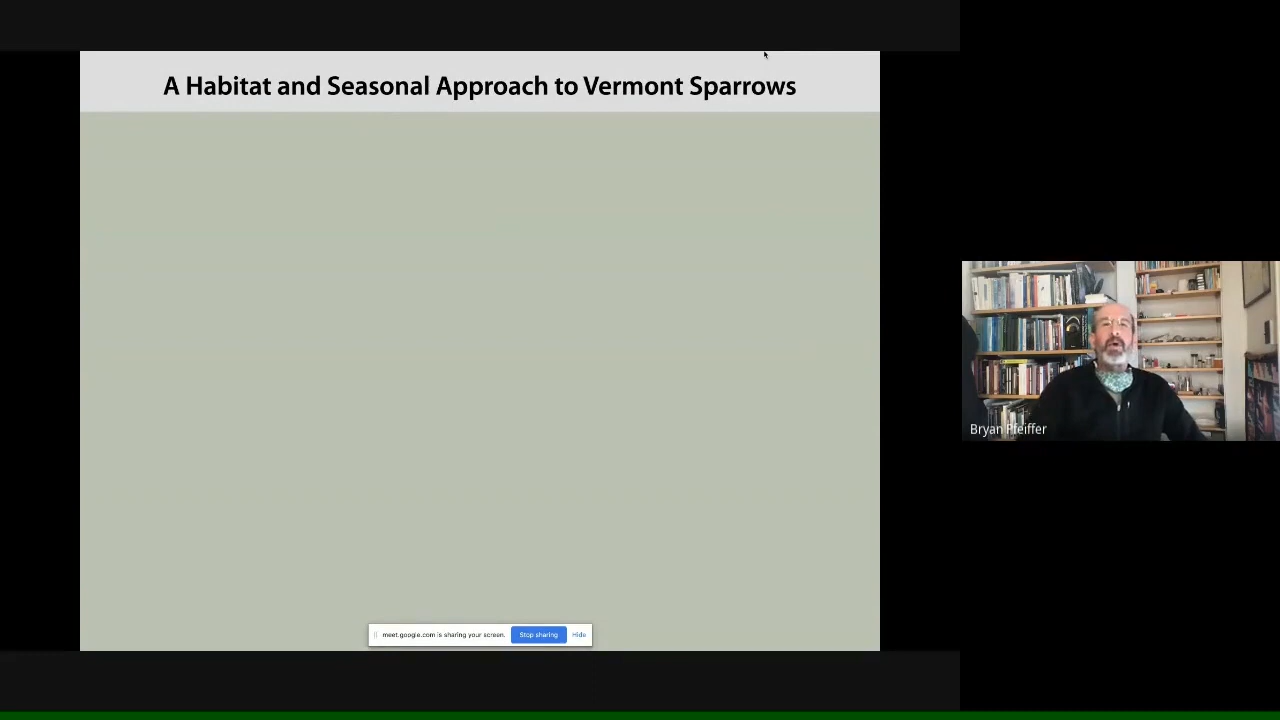 A Habitat and Seasonal Approach to Vermont Sparrows
Bryan Pfeiffer
meet.google.com is sharing your screen. Stop sharing Hide